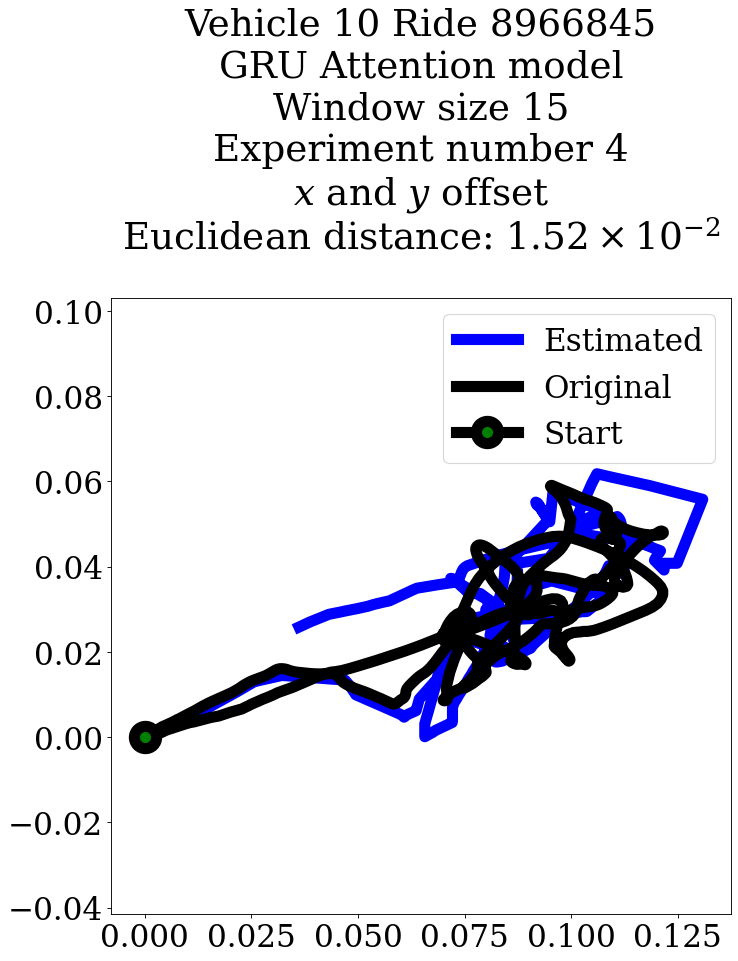 Vehicle 10 Ride 8966845
GRU Attention model
Window size 15
Experiment number 4
x and y offset
Euclidean distance: 1.52 × 10⁻²
Estimated
Original
Start
0.10
0.08
0.06
0.04
0.02
0.00
−0.02
−0.04
0.000 0.025 0.050 0.075 0.100 0.125